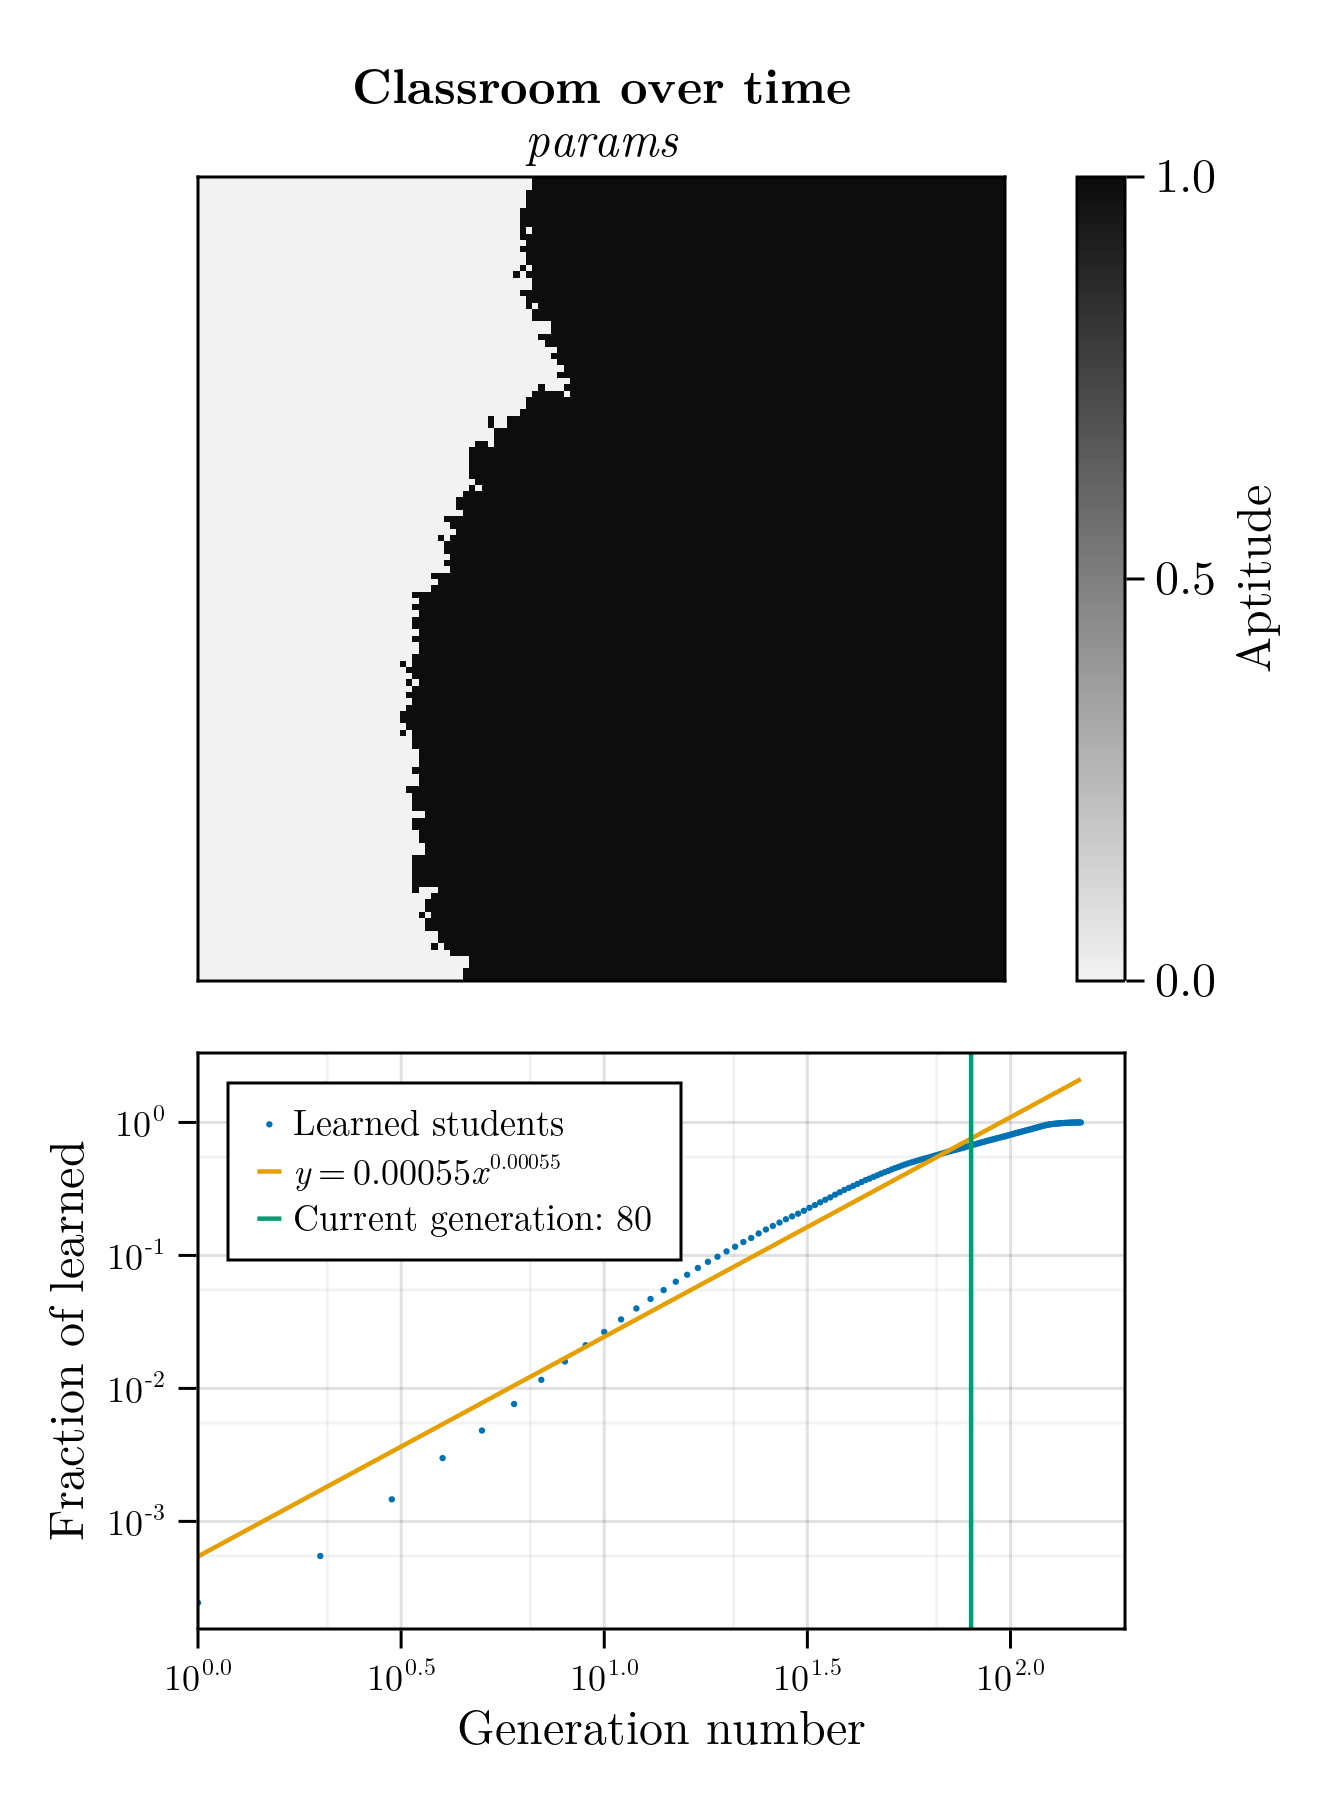 Classroom over time
params
1.0
0.5
0.0
Aptitude
Learned students
y = 0.00055x^0.00055
Current generation: 80
10^0
10^-1
10^-2
10^-3
Fraction of learned
10^0.0 10^0.5 10^1.0 10^1.5 10^2.0
Generation number